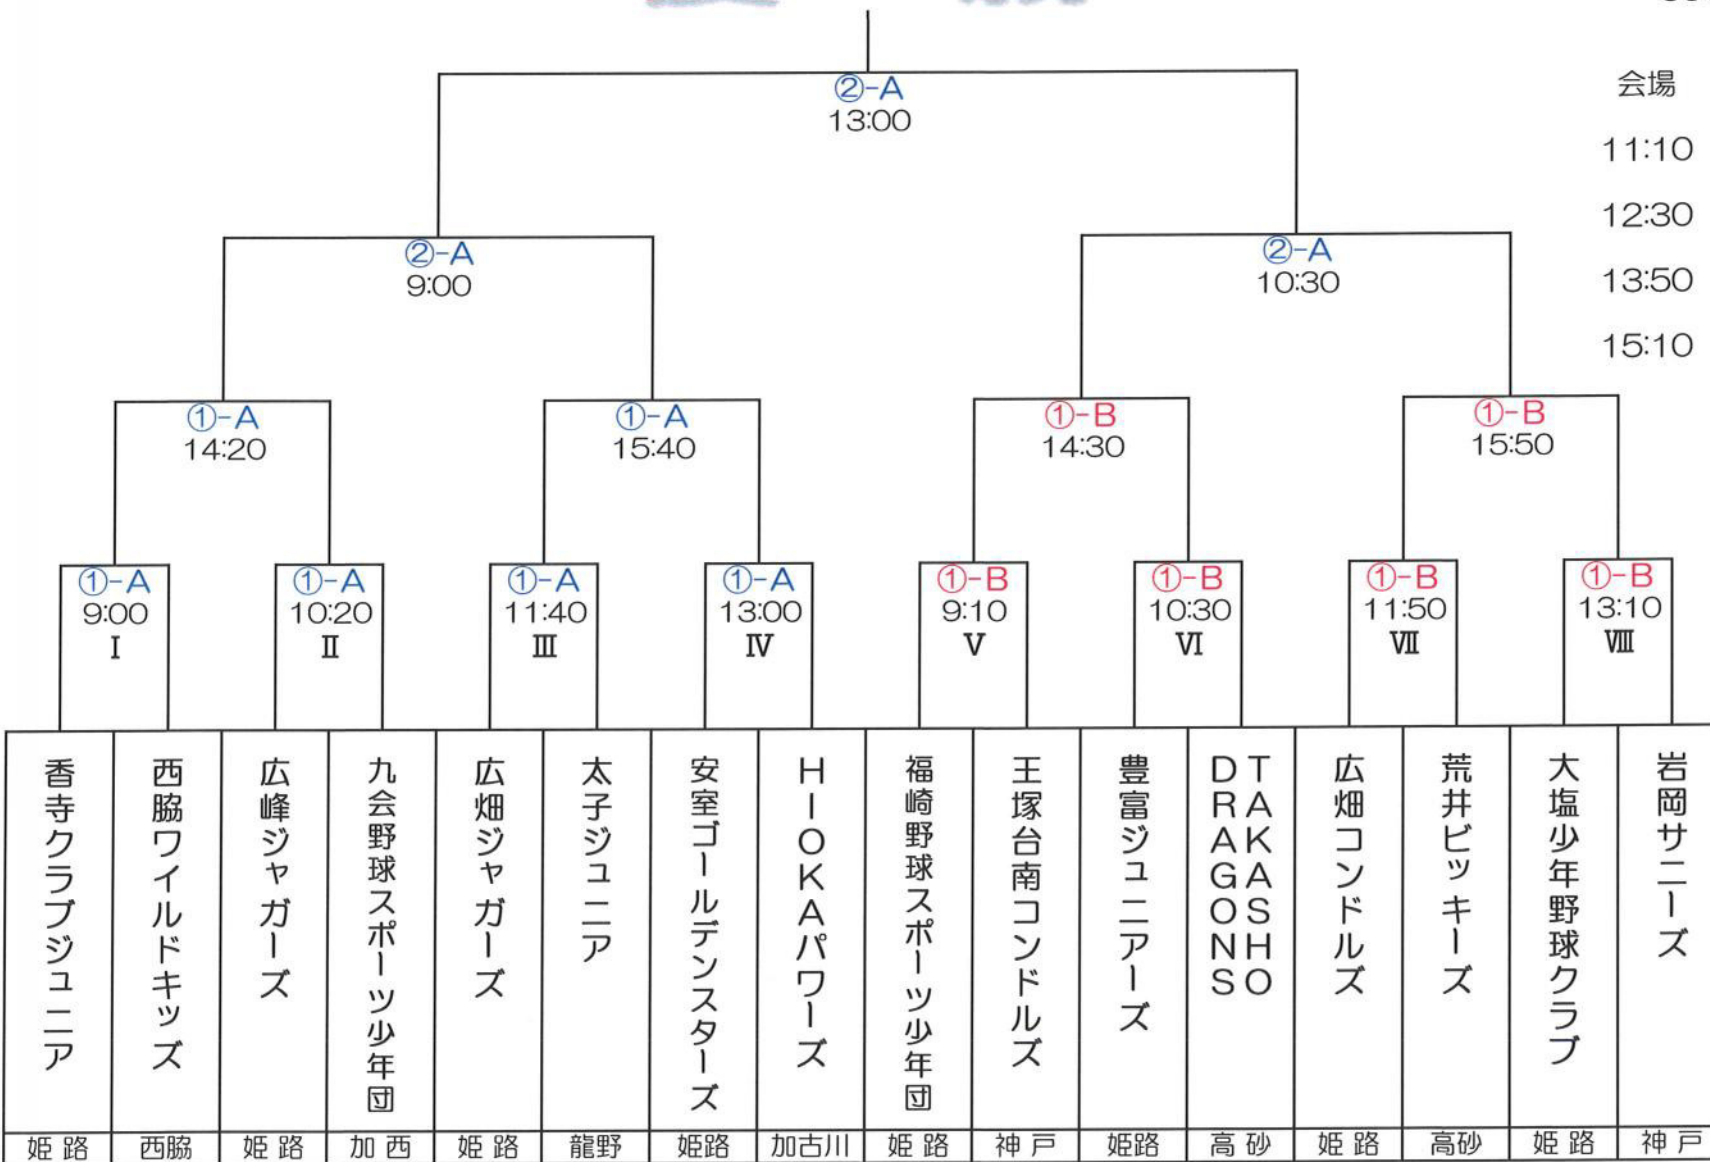 ②-A
13:00
会場
11:10
12:30
13:50
15:10
②-A
9:00
②-A
10:30
①-A
14:20
①-A
15:40
①-B
14:30
①-B
15:50
①-A
9:00
Ⅰ
①-A
10:20
Ⅱ
①-A
11:40
Ⅲ
①-A
13:00
Ⅳ
①-B
9:10
Ⅴ
①-B
10:30
Ⅵ
①-B
11:50
Ⅶ
①-B
13:10
Ⅷ
香寺クラブジュニア
西脇ワイルドキッズ
広峰ジャガーズ
九会野球スポーツ少年団
広畑ジャガーズ
太子ジュニア
安室ゴールデンスターズ
HIOKAパワーズ
福崎野球スポーツ少年団
王塚台南コンドルズ
豊富ジュニアーズ
TAKASHO
DRAGONS
広畑コンドルズ
荒井ビッキーズ
大塩少年野球クラブ
岩岡サニーズ
姫路
西脇
姫路
加西
姫路
龍野
姫路
加古川
姫路
神戸
姫路
高砂
姫路
高砂
姫路
神戸